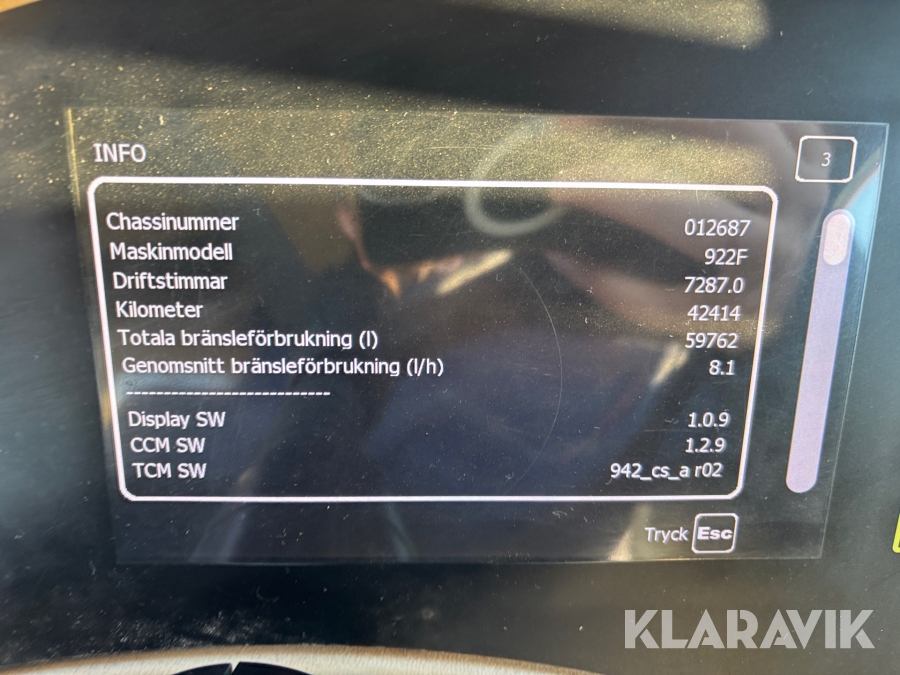 INFO
3
Chassinummer 012687
Maskinmodell 922F
Driftstimmar 7287.0
Kilometer 42414
Totala bränsleförbrukning (l) 59762
Genomsnitt bränsleförbrukning (l/h) 8.1
---------------------------
Display SW 1.0.9
CCM SW 1.2.9
TCM SW 942_cs_a r02
Tryck Esc
KLARAVIK